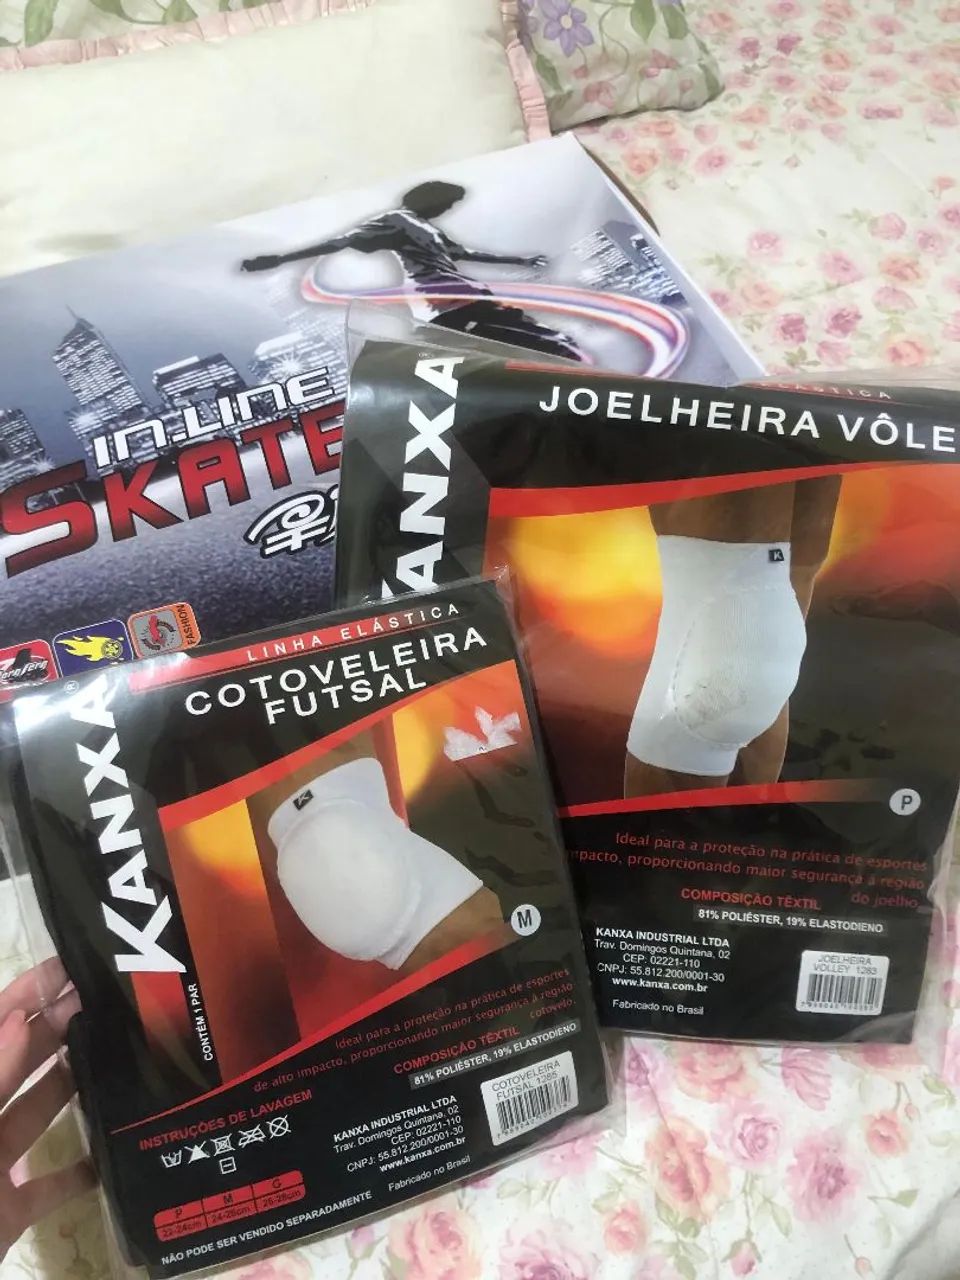 IN-LINE
SKATE
KANXA
ELÁSTICA
JOELHEIRA VÔLE
K
P
Ideal para a proteção na prática de esportes
impacto, proporcionando maior segurança à região
do joelho.
COMPOSIÇÃO TÊXTIL
81% POLIÉSTER, 19% ELASTODIENO
KANXA INDUSTRIAL LTDA
Trav. Domingos Quintana, 02
CEP: 02221-110
CNPJ: 55.812.200/0001-30
www.kanxa.com.br
Fabricado no Brasil
JOELHEIRA
VOLLEY 1283
FASHION
KANXA
LINHA ELÁSTICA
COTOVELEIRA
FUTSAL
K
M
CONTÉM 1 PAR
Ideal para a proteção na prática de esportes
de alto impacto, proporcionando maior segurança à região
cotovelo.
COMPOSIÇÃO TÊXTIL
81% POLIÉSTER, 19% ELASTODIENO
INSTRUÇÕES DE LAVAGEM
KANXA INDUSTRIAL LTDA
Trav. Domingos Quintana, 02
CEP: 02221-110
CNPJ: 55.812.200/0001-30
www.kanxa.com.br
Fabricado no Brasil
COTOVELEIRA
FUTSAL 1285
P M G
22-24cm 24-26cm 26-28cm
NÃO PODE SER VENDIDO SEPARADAMENTE